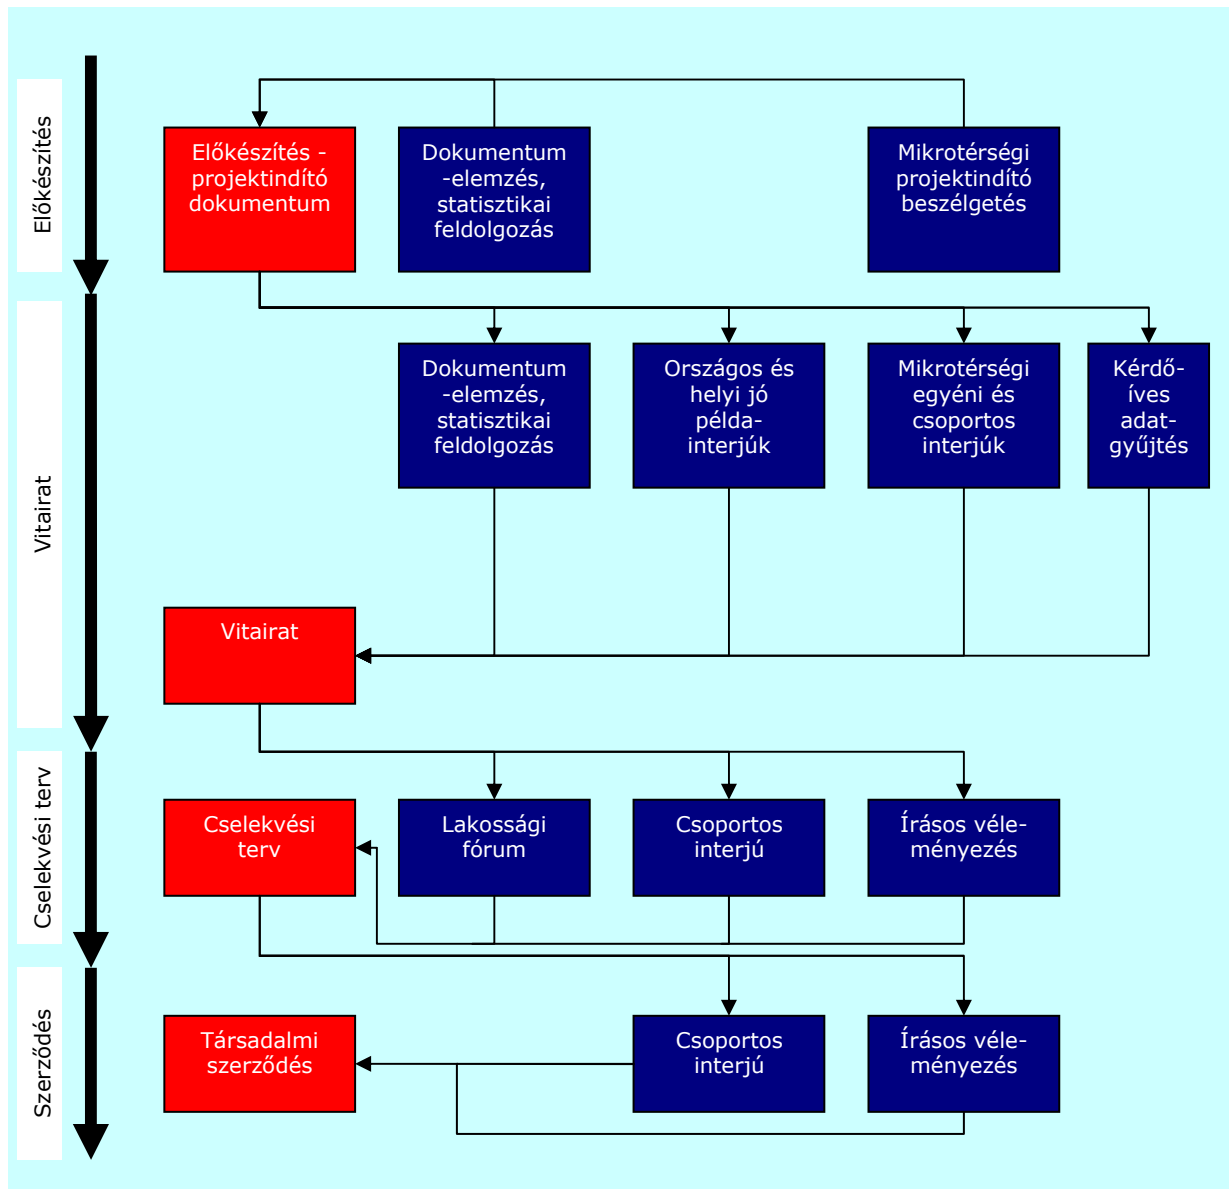 Előkészítés
Előkészítés -
projektindító
dokumentum
Dokumentum
-elemzés,
statisztikai
feldolgozás
Mikrotérségi
projektindító
beszélgetés
Vitairat
Dokumentum
-elemzés,
statisztikai
feldolgozás
Országos és
helyi jó
példa-
interjúk
Mikrotérségi
egyéni és
csoportos
interjúk
Kérdő-
íves
adat-
gyűjtés
Vitairat
Cselekvési terv
Cselekvési
terv
Lakossági
fórum
Csoportos
interjú
Írásos véle-
ményezés
Szerződés
Társadalmi
szerződés
Csoportos
interjú
Írásos véle-
ményezés